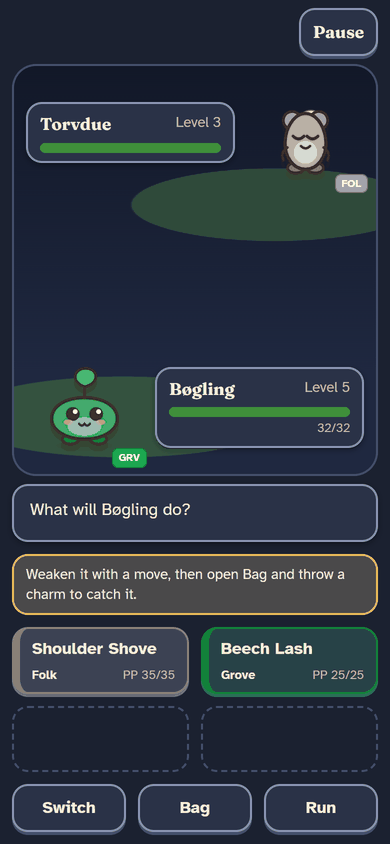 Pause
Torvdue
Level 3
FOL
Bøgling
Level 5
32/32
GRV
What will Bøgling do?
Weaken it with a move, then open Bag and throw a
charm to catch it.
Shoulder Shove
Folk
PP 35/35
Beech Lash
Grove
PP 25/25
Switch
Bag
Run